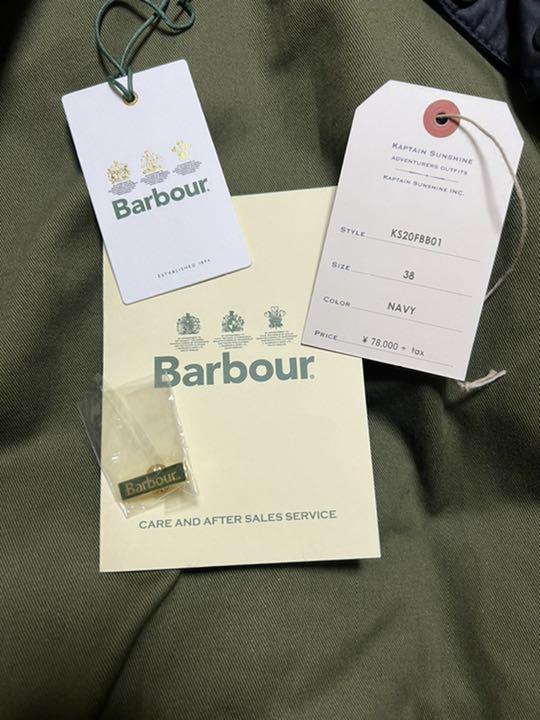 Barbour.
ESTABLISHED 1894
KAPTAIN SUNSHINE
ADVENTURERS OUTFITS
KAPTAIN SUNSHINE INC.
STYLE KS20FBB01
SIZE 38
COLOR NAVY
PRICE ¥ 78,000 + tax
Barbour.
Barbour
CARE AND AFTER SALES SERVICE